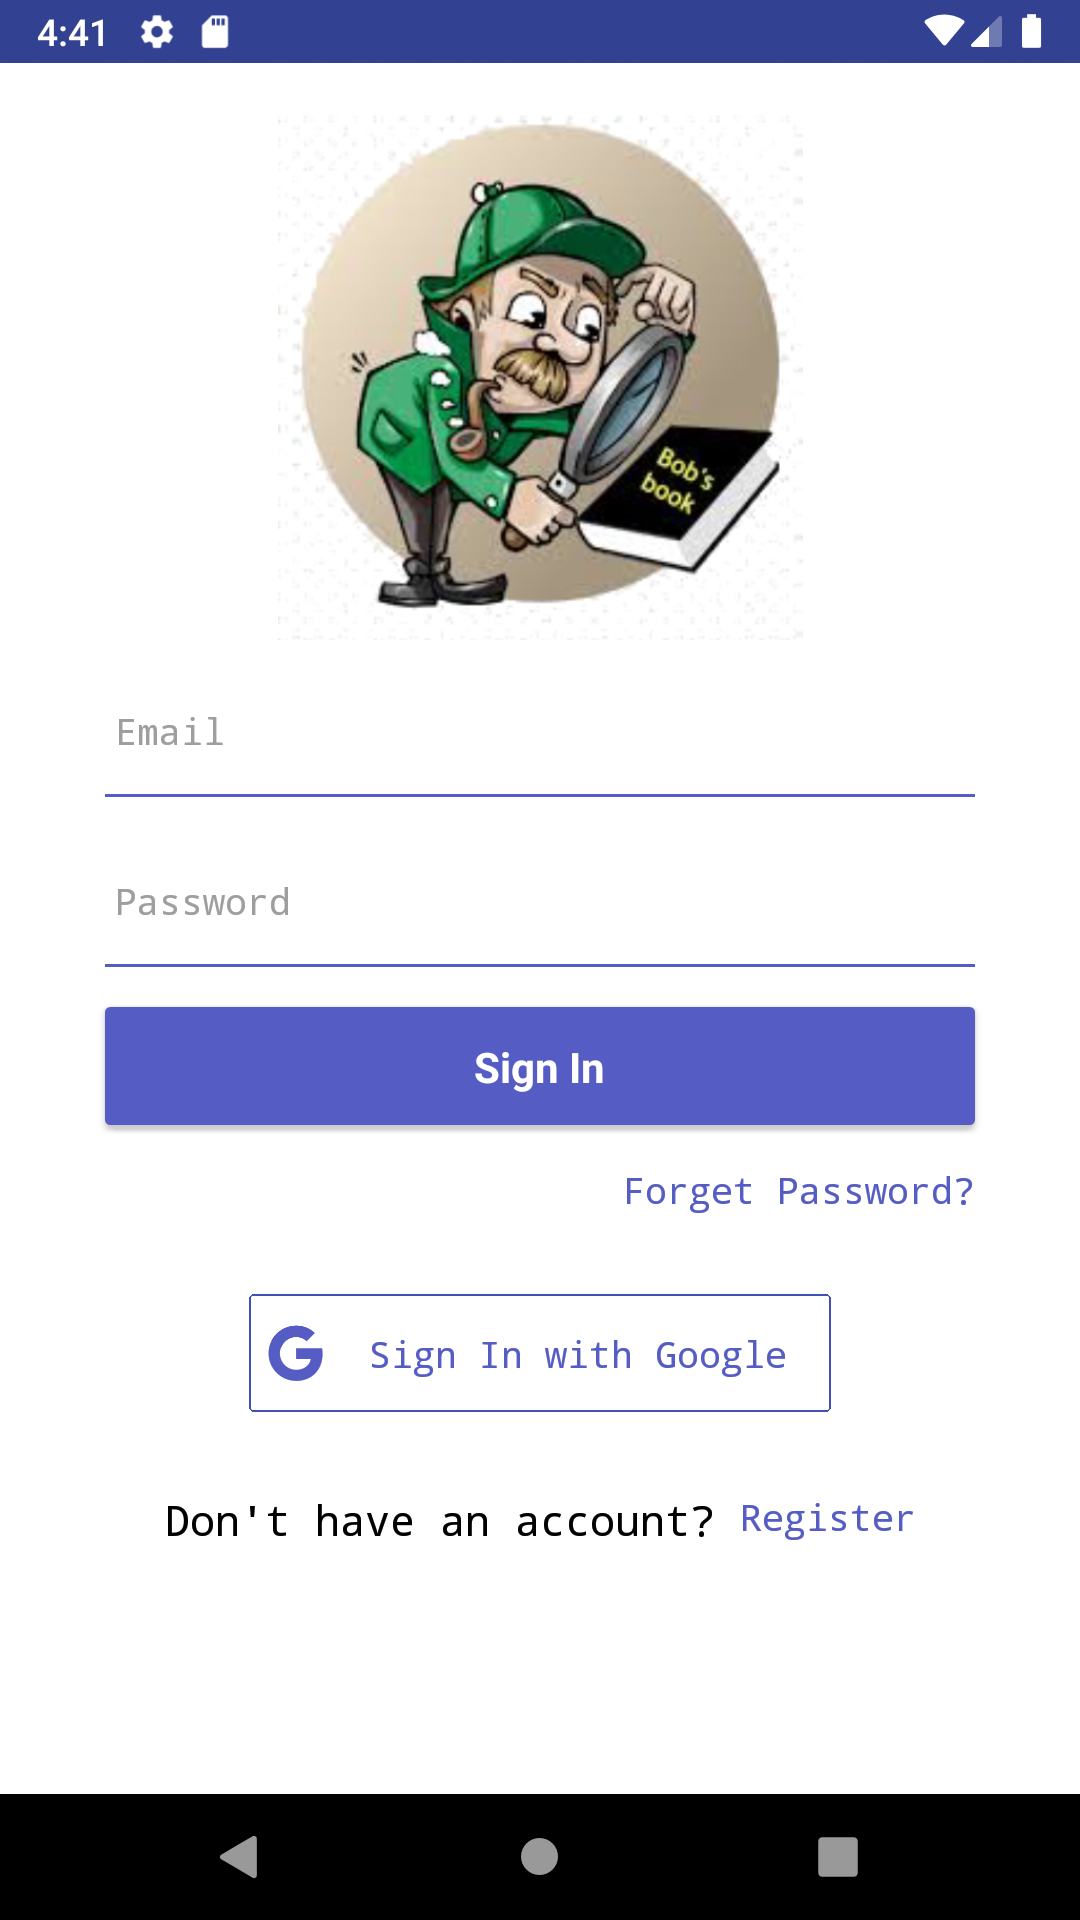 4:41
Bob's
book
Email
Password
Sign In
Forget Password?
Sign In with Google
Don't have an account? Register